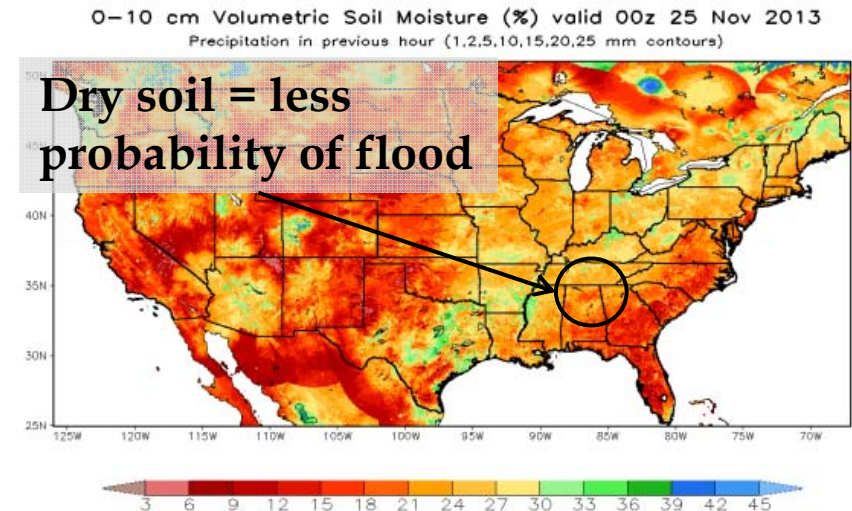 0-10 cm Volumetric Soil Moisture (%) valid 00z 25 Nov 2013
Precipitation in previous hour (1,2,5,10,15,20,25 mm contours)
Dry soil = less
probability of flood
50N
45N
40N
35N
30N
25N
125W 120W 115W 110W 105W 100W 95W 90W 85W 80W 75W 70W
3 6 9 12 15 18 21 24 27 30 33 36 39 42 45